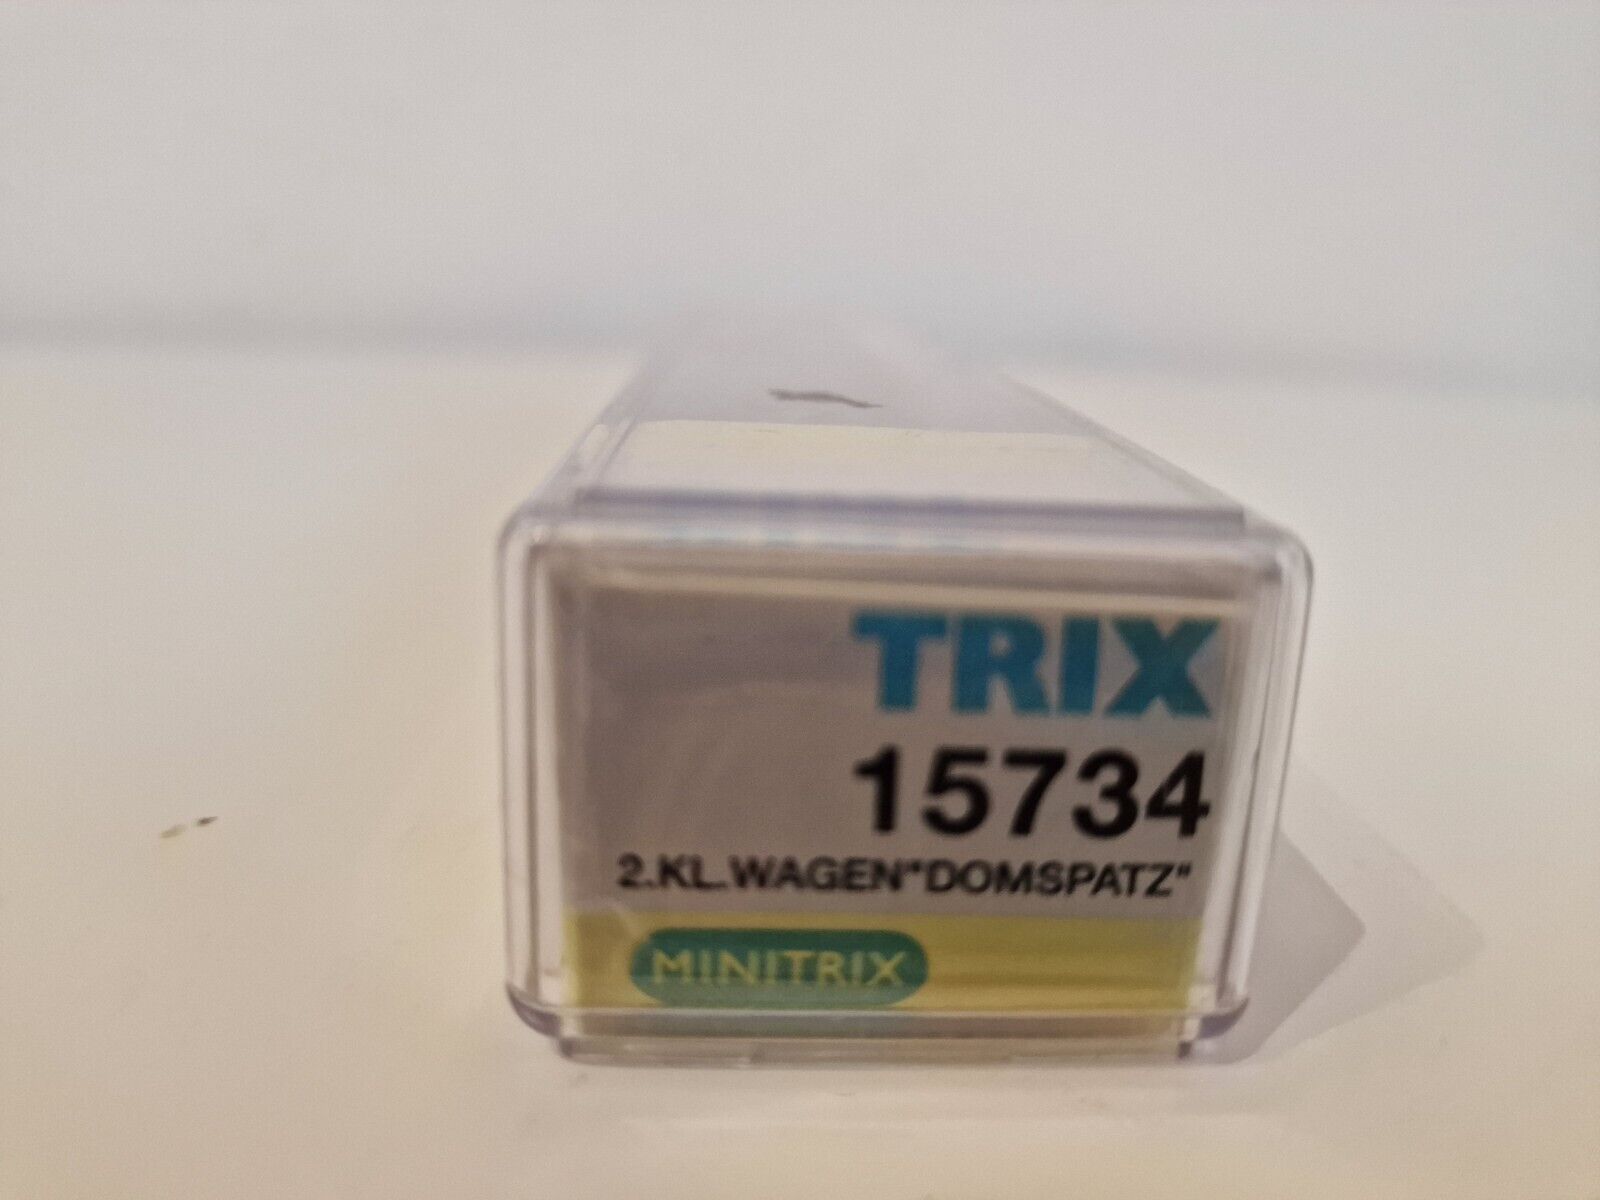 TRIX
15734
2.KL.WAGEN"DOMSPATZ"
MINITRIX